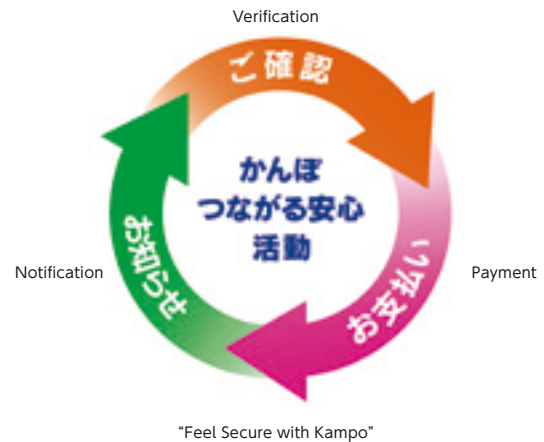 Verification
ご確認
かんぽ
つながる安心
活動
お知らせ
お支払い
Notification
Payment
“Feel Secure with Kampo”